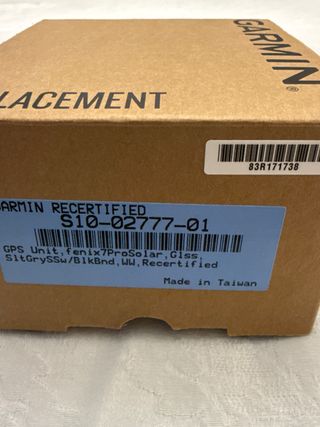 GARMIN®
LACEMENT
83R171738
GARMIN RECERTIFIED
S10-02777-01
GPS Unit,fenix7ProSolar,Glss,
SltGrySSw/BlkBnd,WW,Recertified
Made in Taiwan